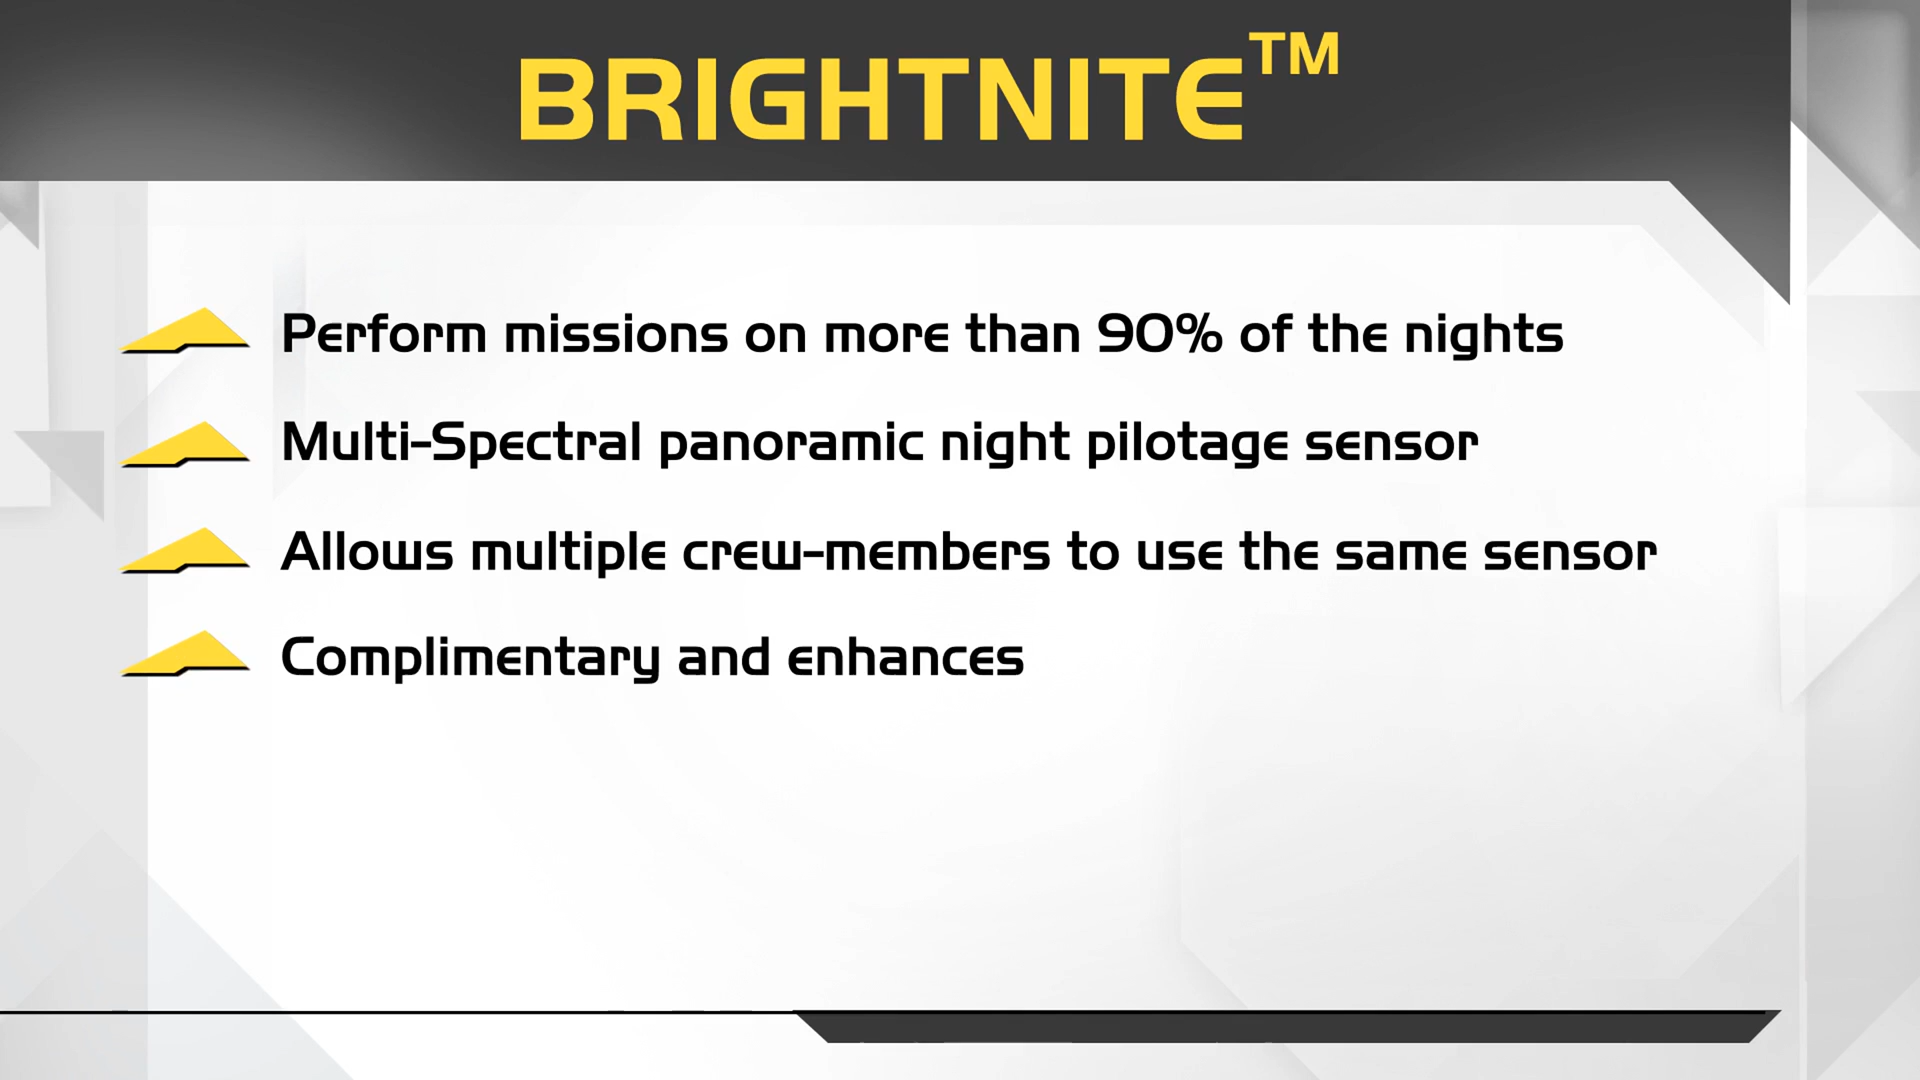 BRIGHTNITE™
Perform missions on more than 90% of the nights
Multi-Spectral panoramic night pilotage sensor
Allows multiple crew-members to use the same sensor
Complimentary and enhances